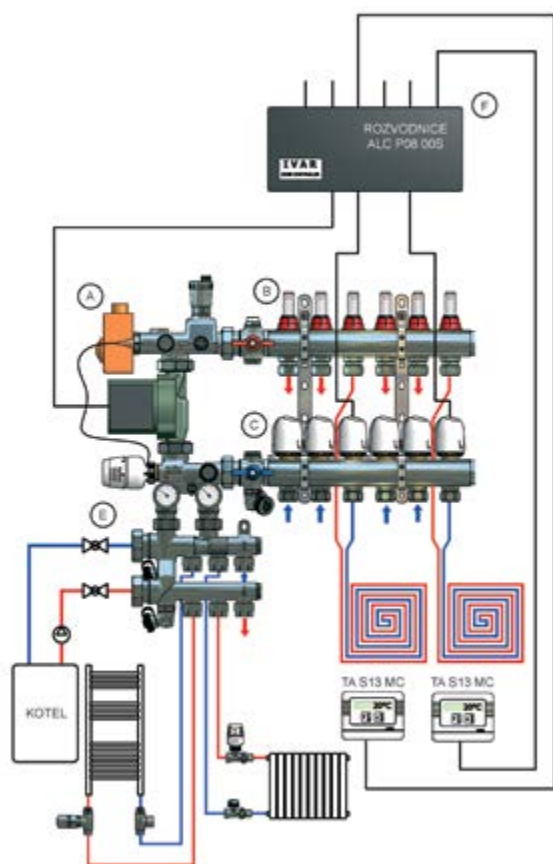 F
ROZVODNICE
ALC P08 00S
IVAR
A
B
C
E
TA S13 MC
TA S13 MC
20°C
20°C
KOTEL